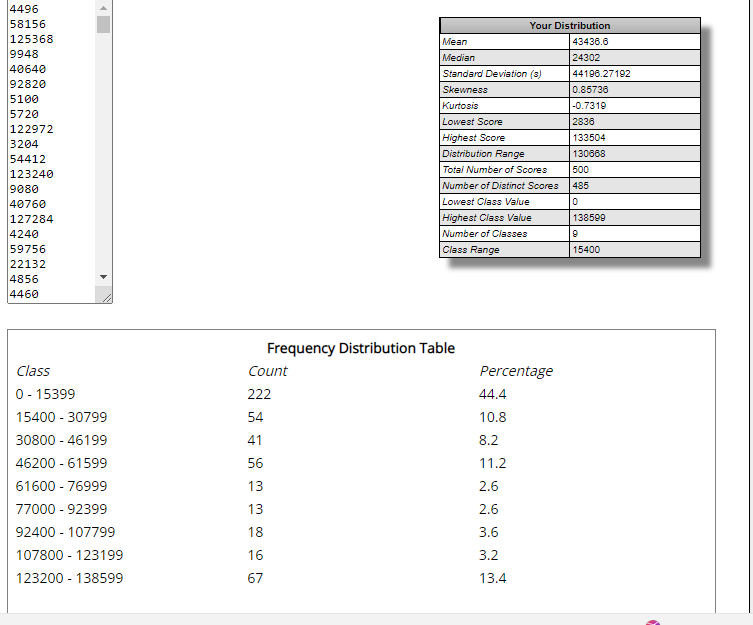 4496
58156
125368
9948
40640
92820
5100
5720
122972
3204
54412
123240
9080
40760
127284
4240
59756
22132
4856
4460
Your Distribution
Mean 43436.6
Median 24302
Standard Deviation (s) 44196.27192
Skewness 0.85736
Kurtosis -0.7319
Lowest Score 2836
Highest Score 133504
Distribution Range 130668
Total Number of Scores 500
Number of Distinct Scores 485
Lowest Class Value 0
Highest Class Value 138599
Number of Classes 9
Class Range 15400
Frequency Distribution Table
Class Count Percentage
0 - 15399 222 44.4
15400 - 30799 54 10.8
30800 - 46199 41 8.2
46200 - 61599 56 11.2
61600 - 76999 13 2.6
77000 - 92399 13 2.6
92400 - 107799 18 3.6
107800 - 123199 16 3.2
123200 - 138599 67 13.4